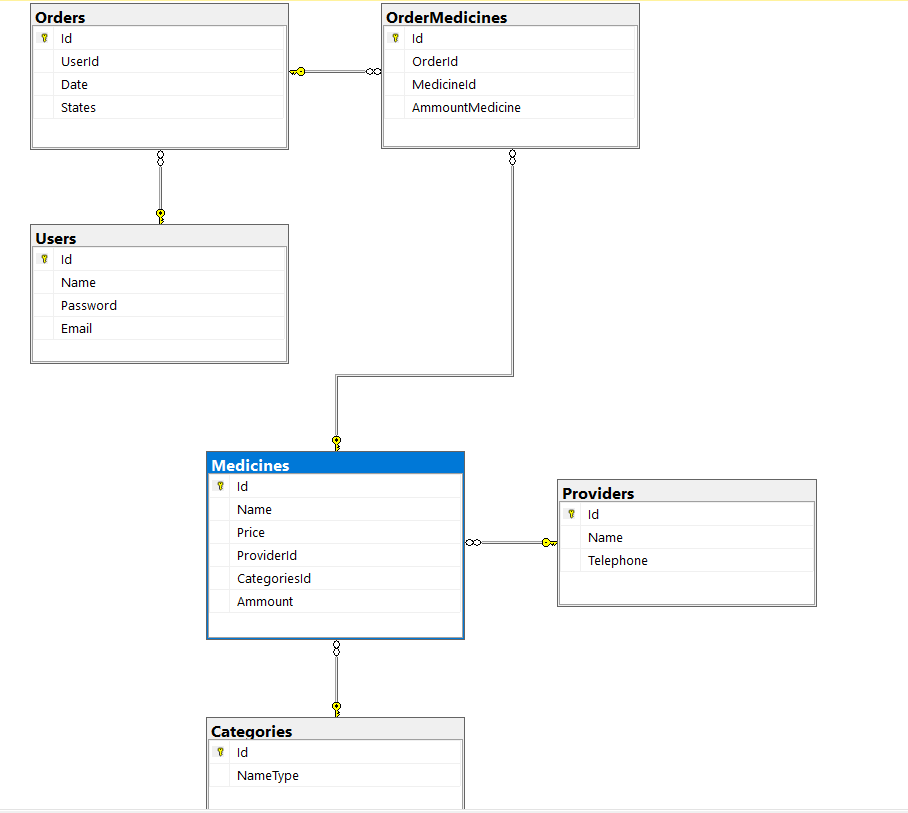 Orders
Id
UserId
Date
States
OrderMedicines
Id
OrderId
MedicineId
AmmountMedicine
Users
Id
Name
Password
Email
Medicines
Id
Name
Price
ProviderId
CategoriesId
Ammount
Providers
Id
Name
Telephone
Categories
Id
NameType